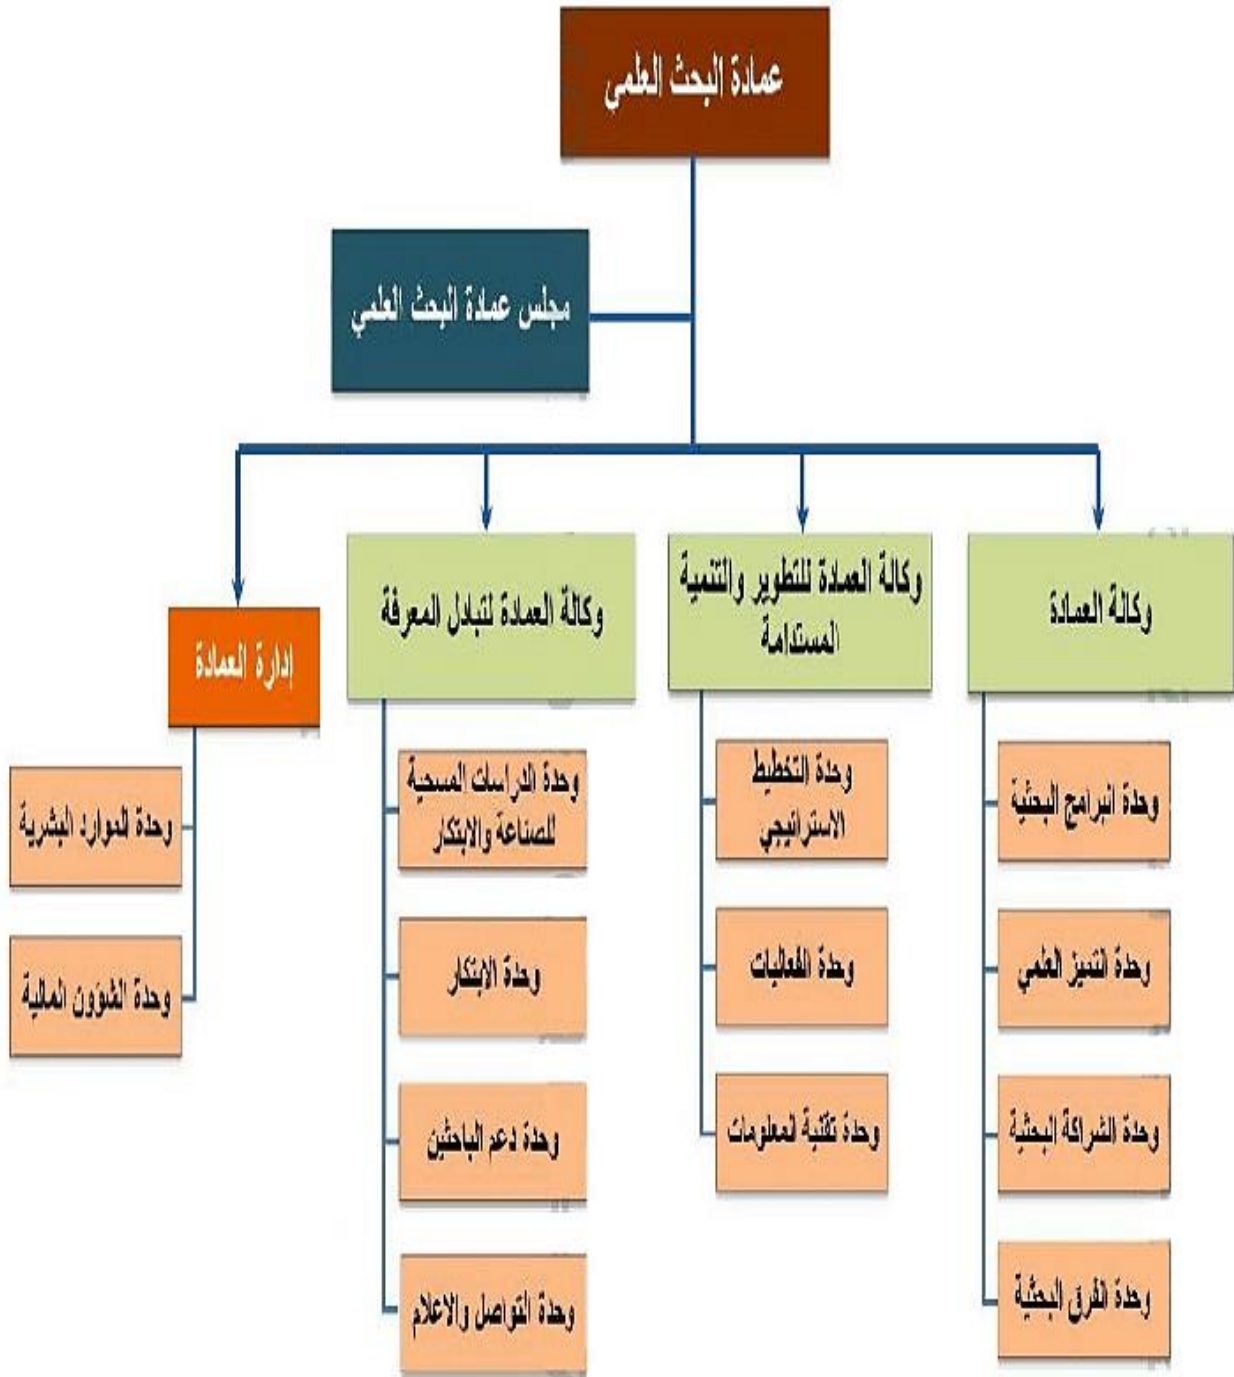 عمادة البحث العلمي
مجلس عمادة البحث العلمي
وكالة العمادة
وكالة العمادة للتطوير والتنمية
المستدامة
وكالة العمادة لتبادل المعرفة
إدارة العمادة
وحدة البرامج البحثية
وحدة التميز العلمي
وحدة الشراكة البحثية
وحدة الفرق البحثية
وحدة التخطيط
الاستراتيجي
وحدة الفعاليات
وحدة تقنية المعلومات
وحدة الدراسات المسحية
للصناعة والابتكار
وحدة الابتكار
وحدة دعم الباحثين
وحدة التواصل والاعلام
وحدة الموارد البشرية
وحدة الشؤون المالية